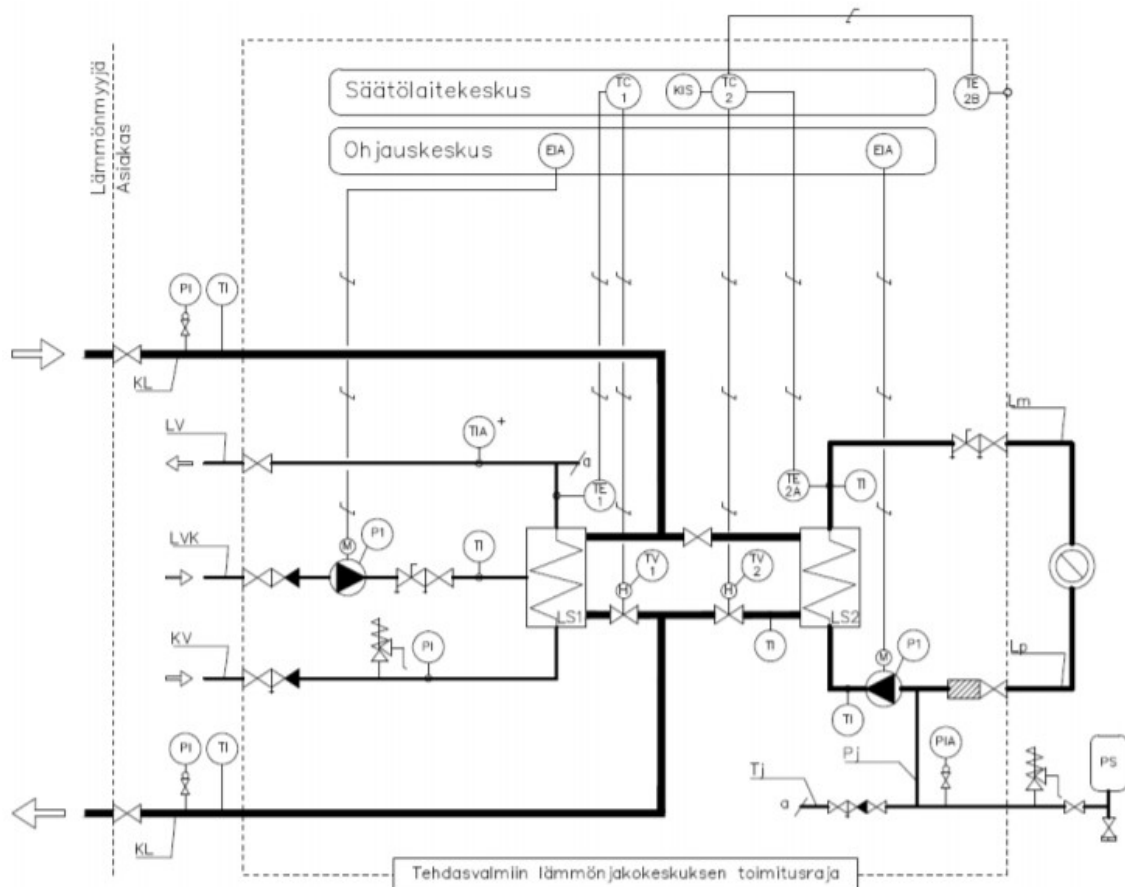 Lämmönmyyjä
Asiakas
Säätölaitekeskus
TC 1
KIS
TC 2
TE 2B
Ohjauskeskus
EIA
EIA
PI
TI
KL
LV
TIA +
a
TE 1
TE 2A
TI
Lm
LVK
M
P1
TI
TV 1
TV 2
H
H
LS1
LS2
TI
KV
PI
M
P1
Lp
TI
PI
TI
Tj
Pj
PIA
PS
a
KL
Tehdasvalmiin lämmönjakokeskuksen toimitusraja